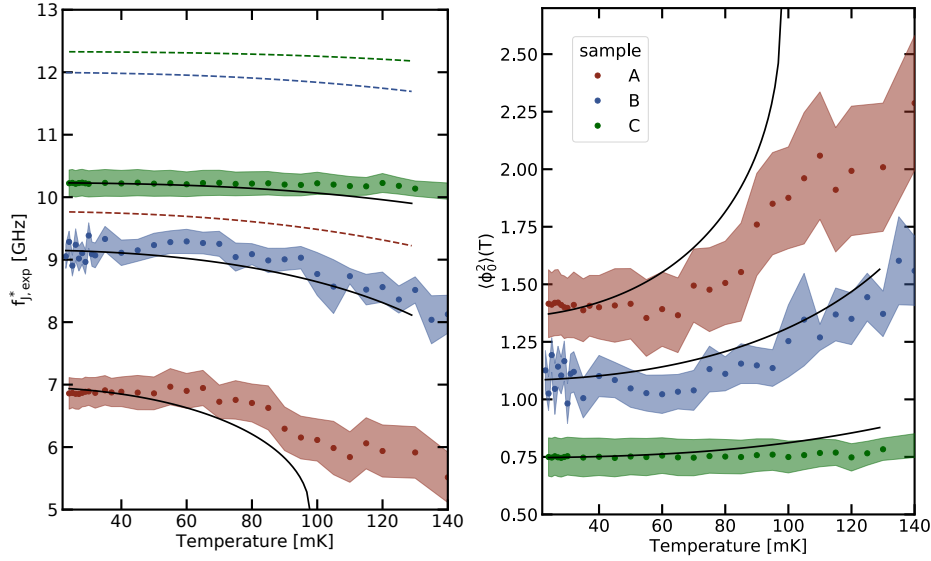 13
12
11
10
9
8
7
6
5
f*J, exp [GHz]
40 60 80 100 120 140
Temperature [mK]
2.50
2.25
2.00
1.75
1.50
1.25
1.00
0.75
0.50
⟨ϕ₀²⟩(T)
sample
A
B
C
40 60 80 100 120 140
Temperature [mK]